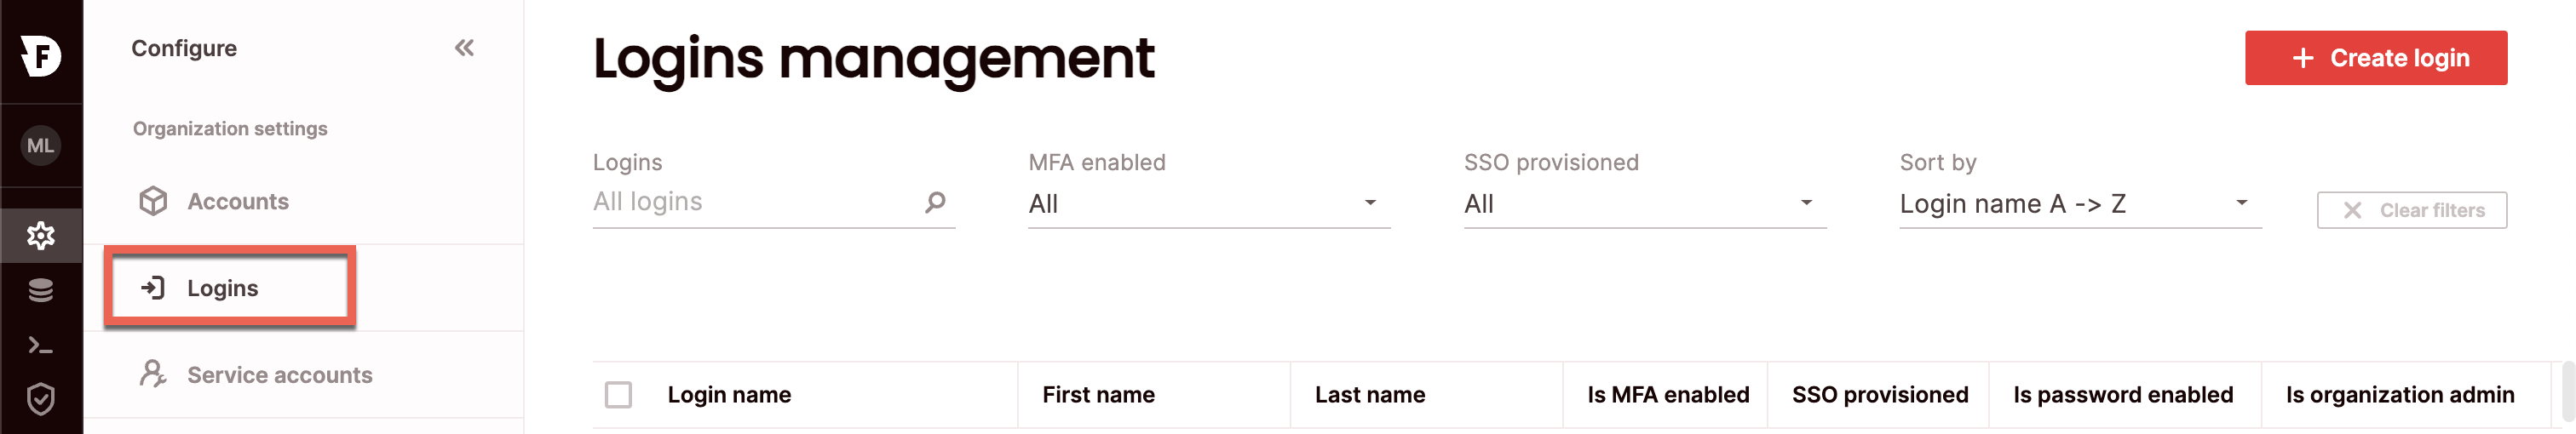 F
ML
Configure
Organization settings
Accounts
Logins
Service accounts
Logins management
+ Create login
Logins
All logins
MFA enabled
All
SSO provisioned
All
Sort by
Login name A -> Z
Clear filters
Login name First name Last name Is MFA enabled SSO provisioned Is password enabled Is organization admin